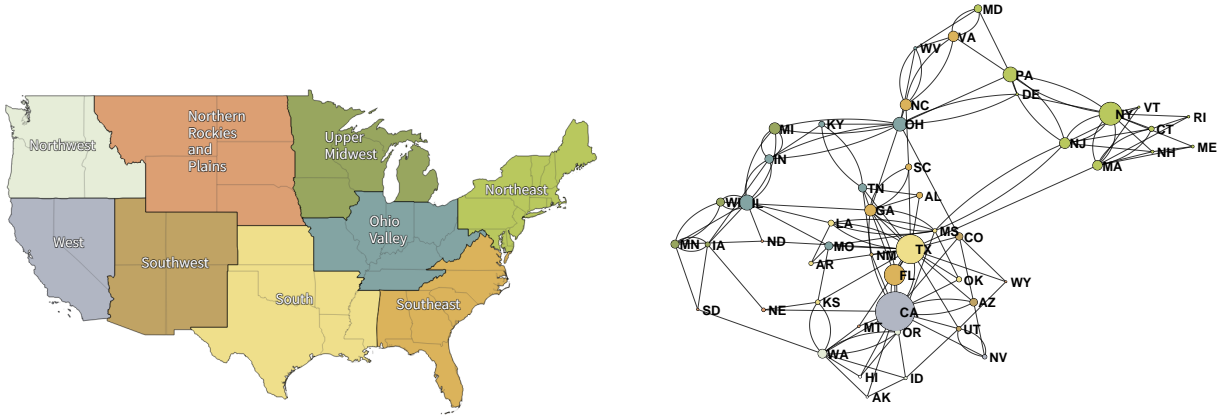 Northwest
Northern
Rockies
and
Plains
Upper
Midwest
Northeast
West
Southwest
Ohio
Valley
South
Southeast
MD
VA
WV
PA
DE
NC
NY
VT
RI
OH
KY
MI
CT
NJ
ME
NH
MA
IN
SC
TN
AL
WI
IL
GA
LA
MS
CO
ND
MN
IA
MO
TX
NM
AR
FL
OK
WY
SD
NE
KS
CA
AZ
MT
OR
UT
WA
NV
HI
ID
AK